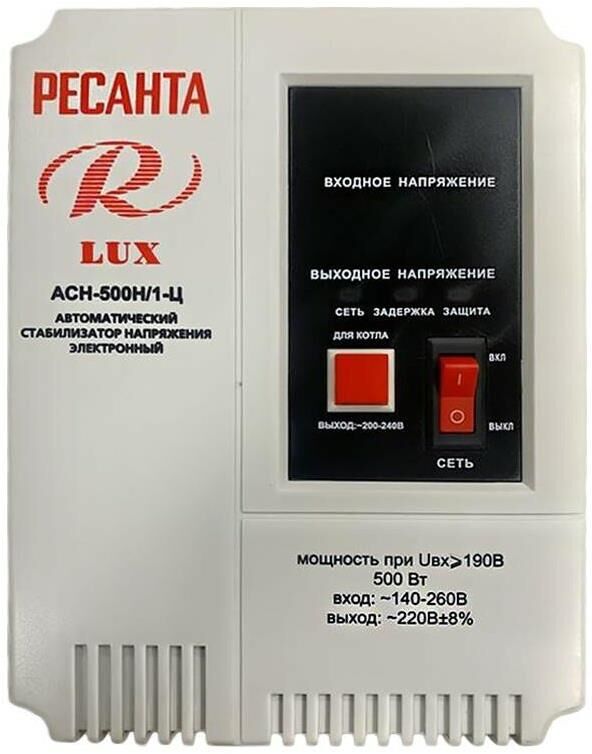 РЕСАНТА
R
LUX
АСН-500Н/1-Ц
АВТОМАТИЧЕСКИЙ
СТАБИЛИЗАТОР НАПРЯЖЕНИЯ
ЭЛЕКТРОННЫЙ
ВХОДНОЕ НАПРЯЖЕНИЕ
ВЫХОДНОЕ НАПРЯЖЕНИЕ
СЕТЬ ЗАДЕРЖКА ЗАЩИТА
ДЛЯ КОТЛА
ВЫХОД:~200-240В
ВКЛ
ВЫКЛ
СЕТЬ
мощность при Uвх⩾190В
500 Вт
вход: ~140-260В
выход: ~220В±8%